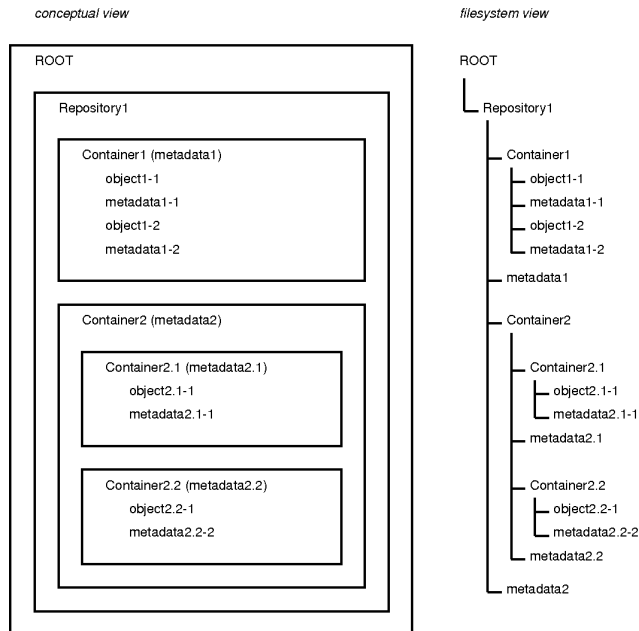 conceptual view
ROOT
Repository1
Container1 (metadata1)
object1-1
metadata1-1
object1-2
metadata1-2
Container2 (metadata2)
Container2.1 (metadata2.1)
object2.1-1
metadata2.1-1
Container2.2 (metadata2.2)
object2.2-1
metadata2.2-2
filesystem view
ROOT
Repository1
Container1
object1-1
metadata1-1
object1-2
metadata1-2
metadata1
Container2
Container2.1
object2.1-1
metadata2.1-1
metadata2.1
Container2.2
object2.2-1
metadata2.2-2
metadata2.2
metadata2